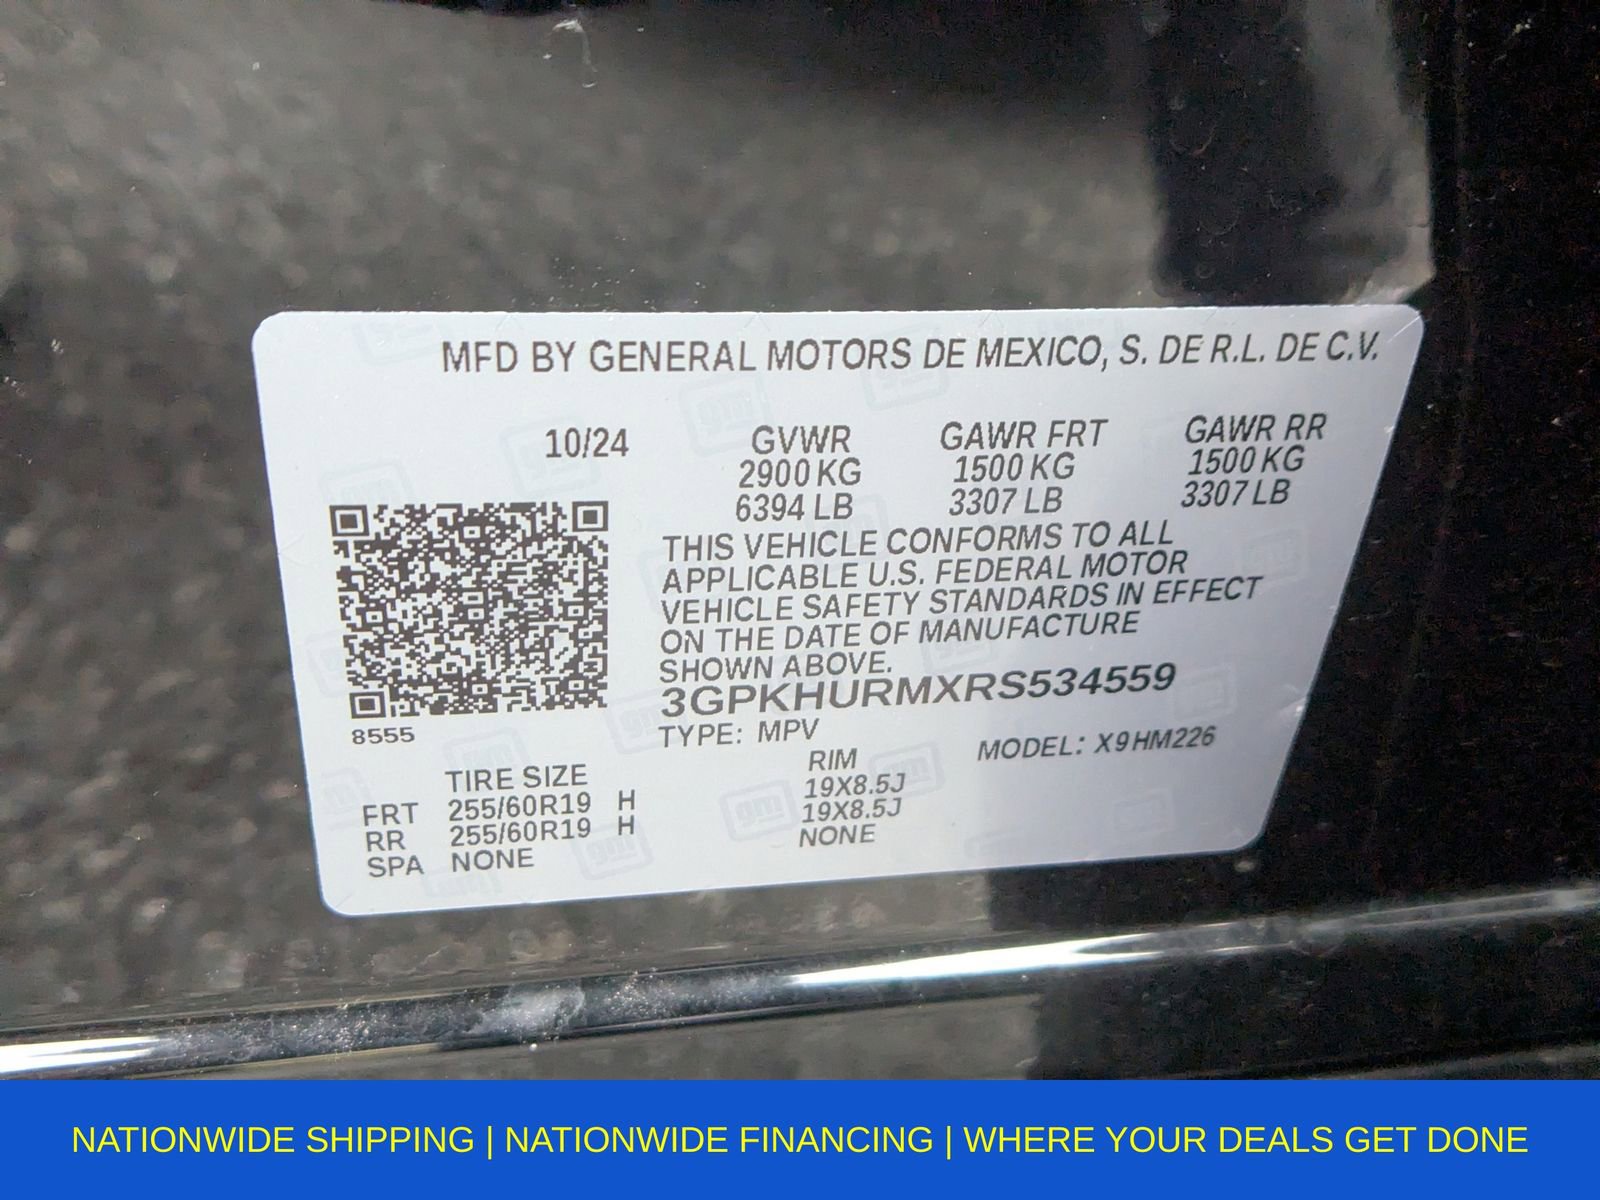 MFD BY GENERAL MOTORS DE MEXICO, S. DE R.L. DE C.V.
10/24 GVWR GAWR FRT GAWR RR
2900 KG 1500 KG 1500 KG
6394 LB 3307 LB 3307 LB
THIS VEHICLE CONFORMS TO ALL
APPLICABLE U.S. FEDERAL MOTOR
VEHICLE SAFETY STANDARDS IN EFFECT
ON THE DATE OF MANUFACTURE
SHOWN ABOVE.
3GPKHURMXRS534559
8555
TYPE: MPV MODEL: X9HM226
TIRE SIZE RIM
FRT 255/60R19 H 19X8.5J
RR 255/60R19 H 19X8.5J
SPA NONE NONE
NATIONWIDE SHIPPING | NATIONWIDE FINANCING | WHERE YOUR DEALS GET DONE